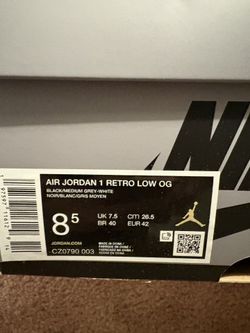 AIR JORDAN 1 RETRO LOW OG
BLACK/MEDIUM GREY-WHITE
NOIR/BLANC/GRIS MOYEN
8 5
UK 7.5 cm 26.5
BR 40 EUR 42
JORDAN.COM
CZ0790 003
MADE IN CHINA /